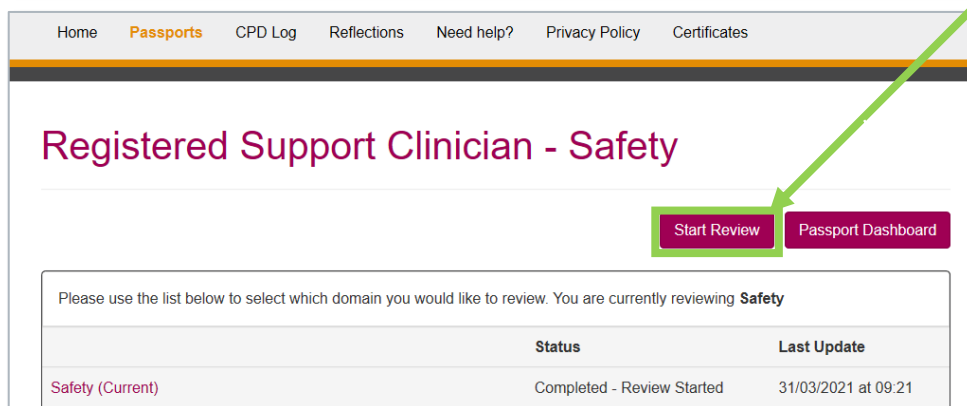 Home Passports CPD Log Reflections Need help? Privacy Policy Certificates
Registered Support Clinician - Safety
Start Review Passport Dashboard
Please use the list below to select which domain you would like to review. You are currently reviewing Safety
Status Last Update
Safety (Current) Completed - Review Started 31/03/2021 at 09:21